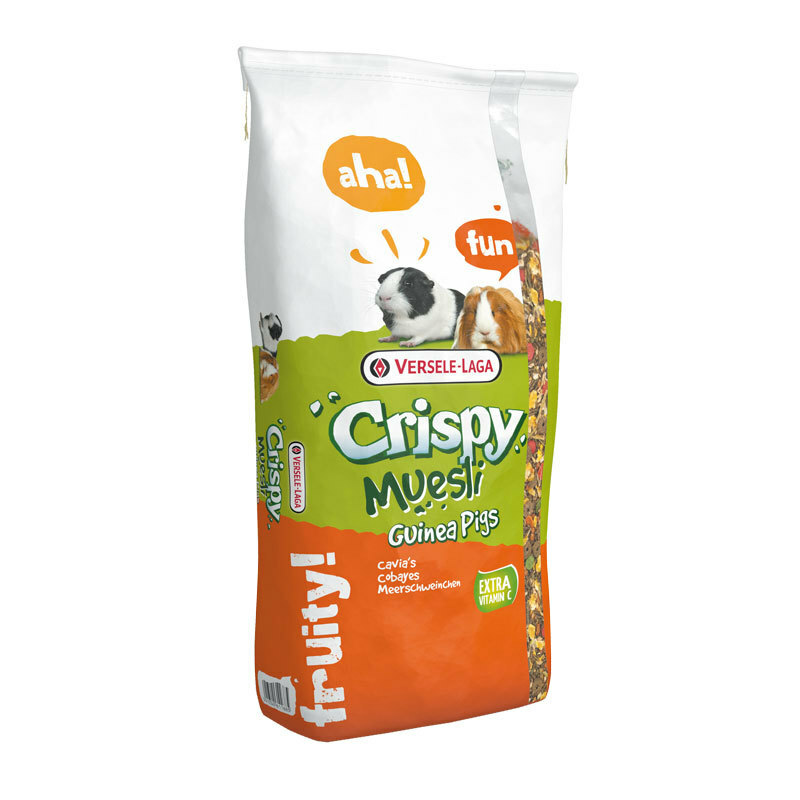 aha!
fun
VERSELE-LAGA
Crispy
Muesli
Guinea Pigs
Cavia's
Cobayes
Meerschweinchen
EXTRA
VITAMIN C
fruity!
Crispy
Muesli
VERSELE-LAGA